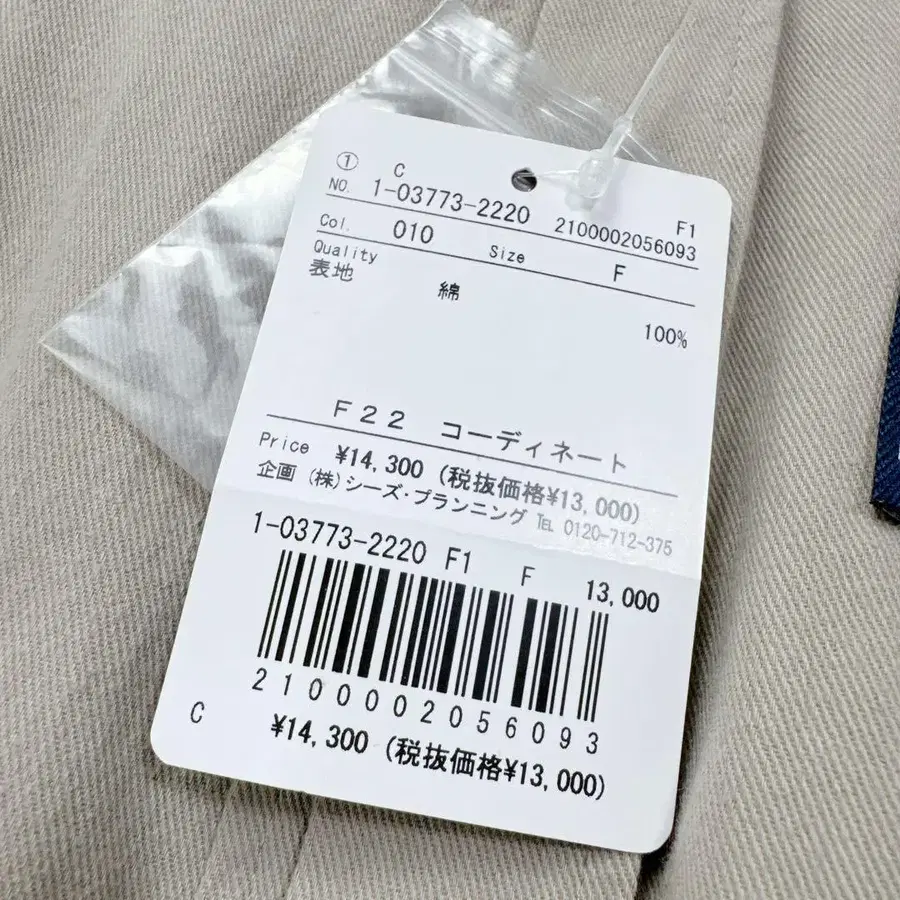 ① C
NO. 1-03773-2220 2100002056093 F1
Col. 010 Size F
Quality
表地 綿 100%
F22 コーディネート
Price ¥14,300 (税抜価格¥13,000)
企画 (株)シーズ・プランニング TEL 0120-712-375
1-03773-2220 F1 F 13,000
2100002056093
C ¥14,300 (税抜価格¥13,000)